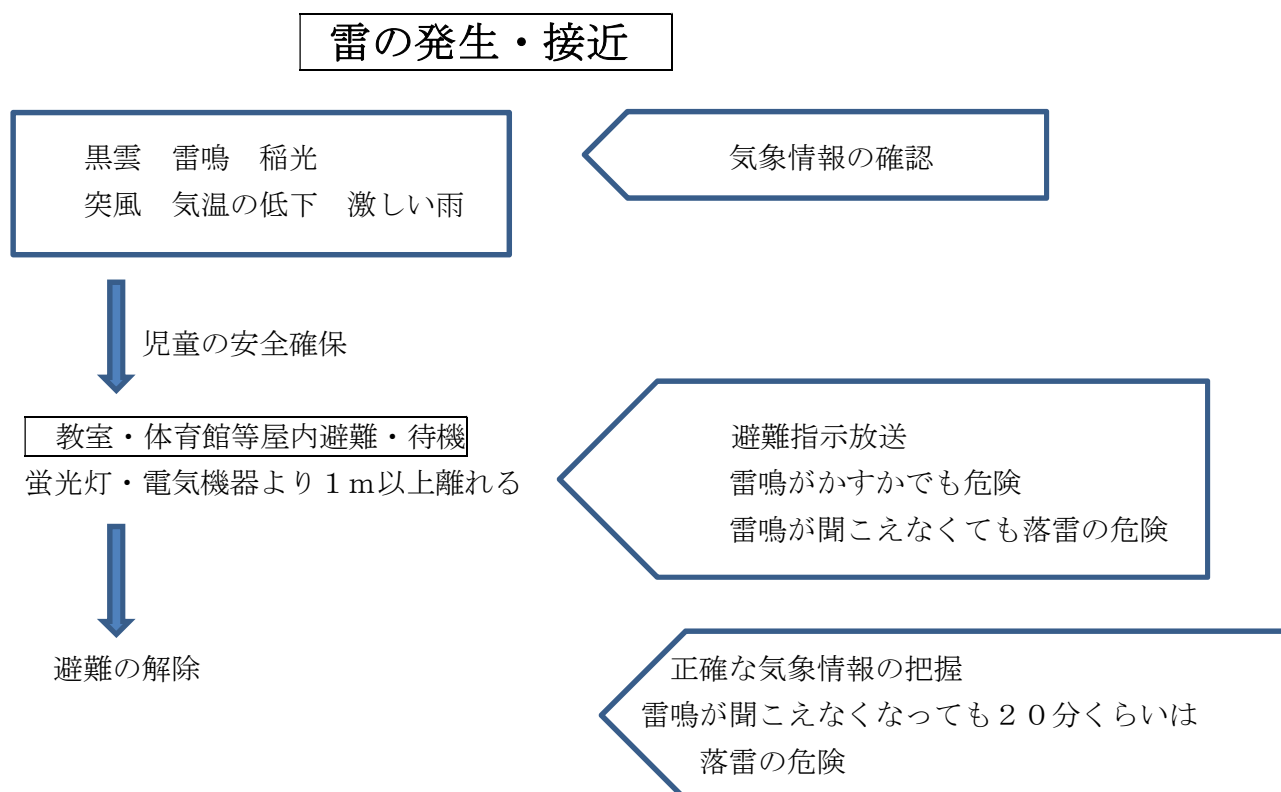 雷の発生・接近
黒雲　雷鳴　稲光
突風　気温の低下　激しい雨
気象情報の確認
児童の安全確保
教室・体育館等屋内避難・待機
蛍光灯・電気機器より１ｍ以上離れる
避難指示放送
雷鳴がかすかでも危険
雷鳴が聞こえなくても落雷の危険
避難の解除
正確な気象情報の把握
雷鳴が聞こえなくなっても２０分くらいは
落雷の危険